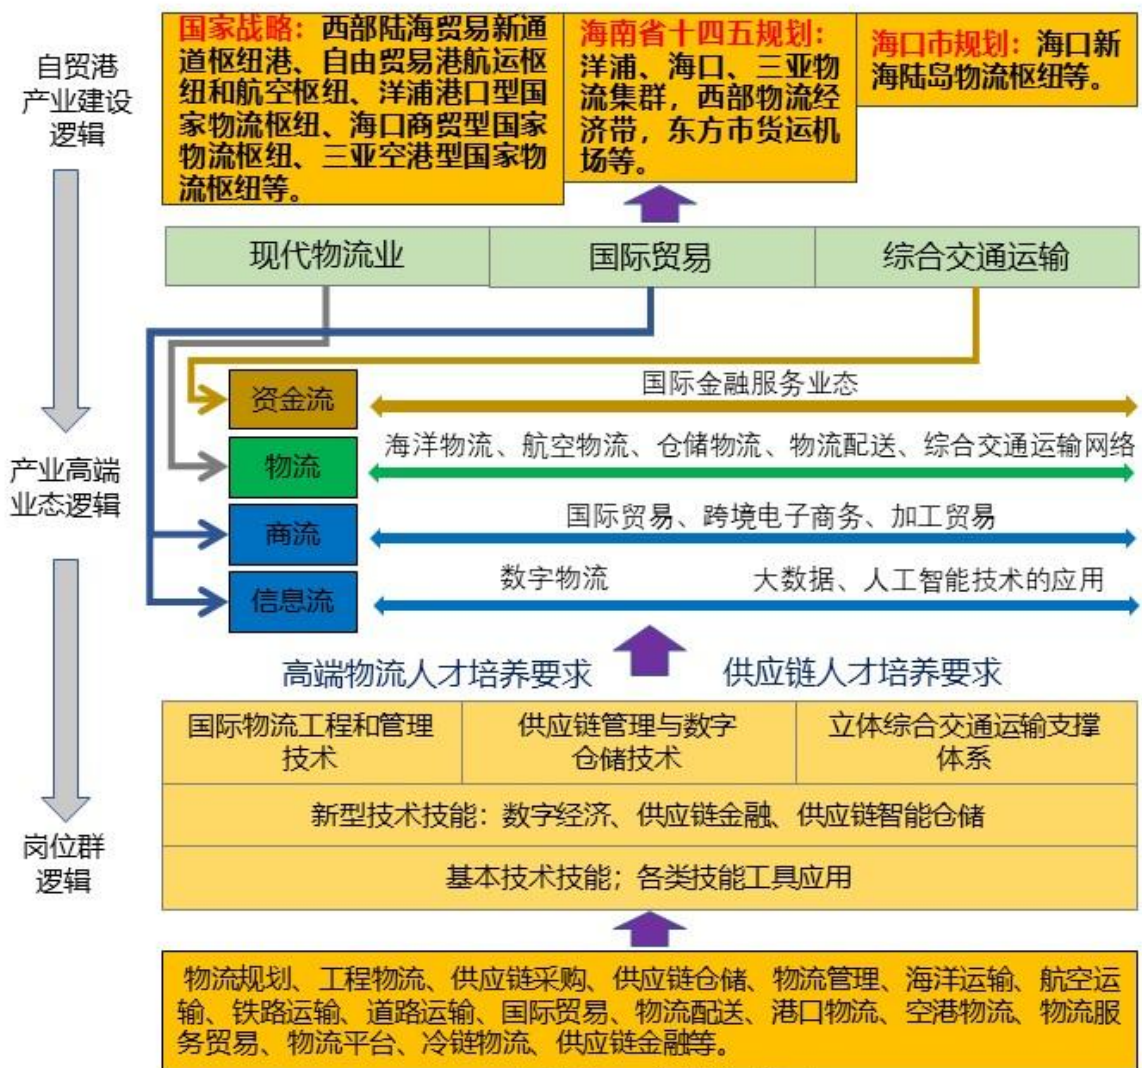 自贸港
产业建设
逻辑
国家战略：西部陆海贸易新通
道枢纽港、自由贸易港航运枢
纽和航空枢纽、洋浦港口型国
家物流枢纽、海口商贸型国家
物流枢纽、三亚空港型国家物
流枢纽等。
海南省十四五规划：
洋浦、海口、三亚物
流集群，西部物流经
济带，东方市货运机
场等。
海口市规划：海口新
海陆岛物流枢纽等。
现代物流业
国际贸易
综合交通运输
产业高端
业态逻辑
资金流
国际金融服务业态
物流
海洋物流、航空物流、仓储物流、物流配送、综合交通运输网络
商流
国际贸易、跨境电子商务、加工贸易
信息流
数字物流
大数据、人工智能技术的应用
高端物流人才培养要求
供应链人才培养要求
岗位群
逻辑
国际物流工程和管理
技术
供应链管理与数字
仓储技术
立体综合交通运输支撑
体系
新型技术技能：数字经济、供应链金融、供应链智能仓储
基本技术技能；各类技能工具应用
物流规划、工程物流、供应链采购、供应链仓储、物流管理、海洋运输、航空运
输、铁路运输、道路运输、国际贸易、物流配送、港口物流、空港物流、物流服
务贸易、物流平台、冷链物流、供应链金融等。